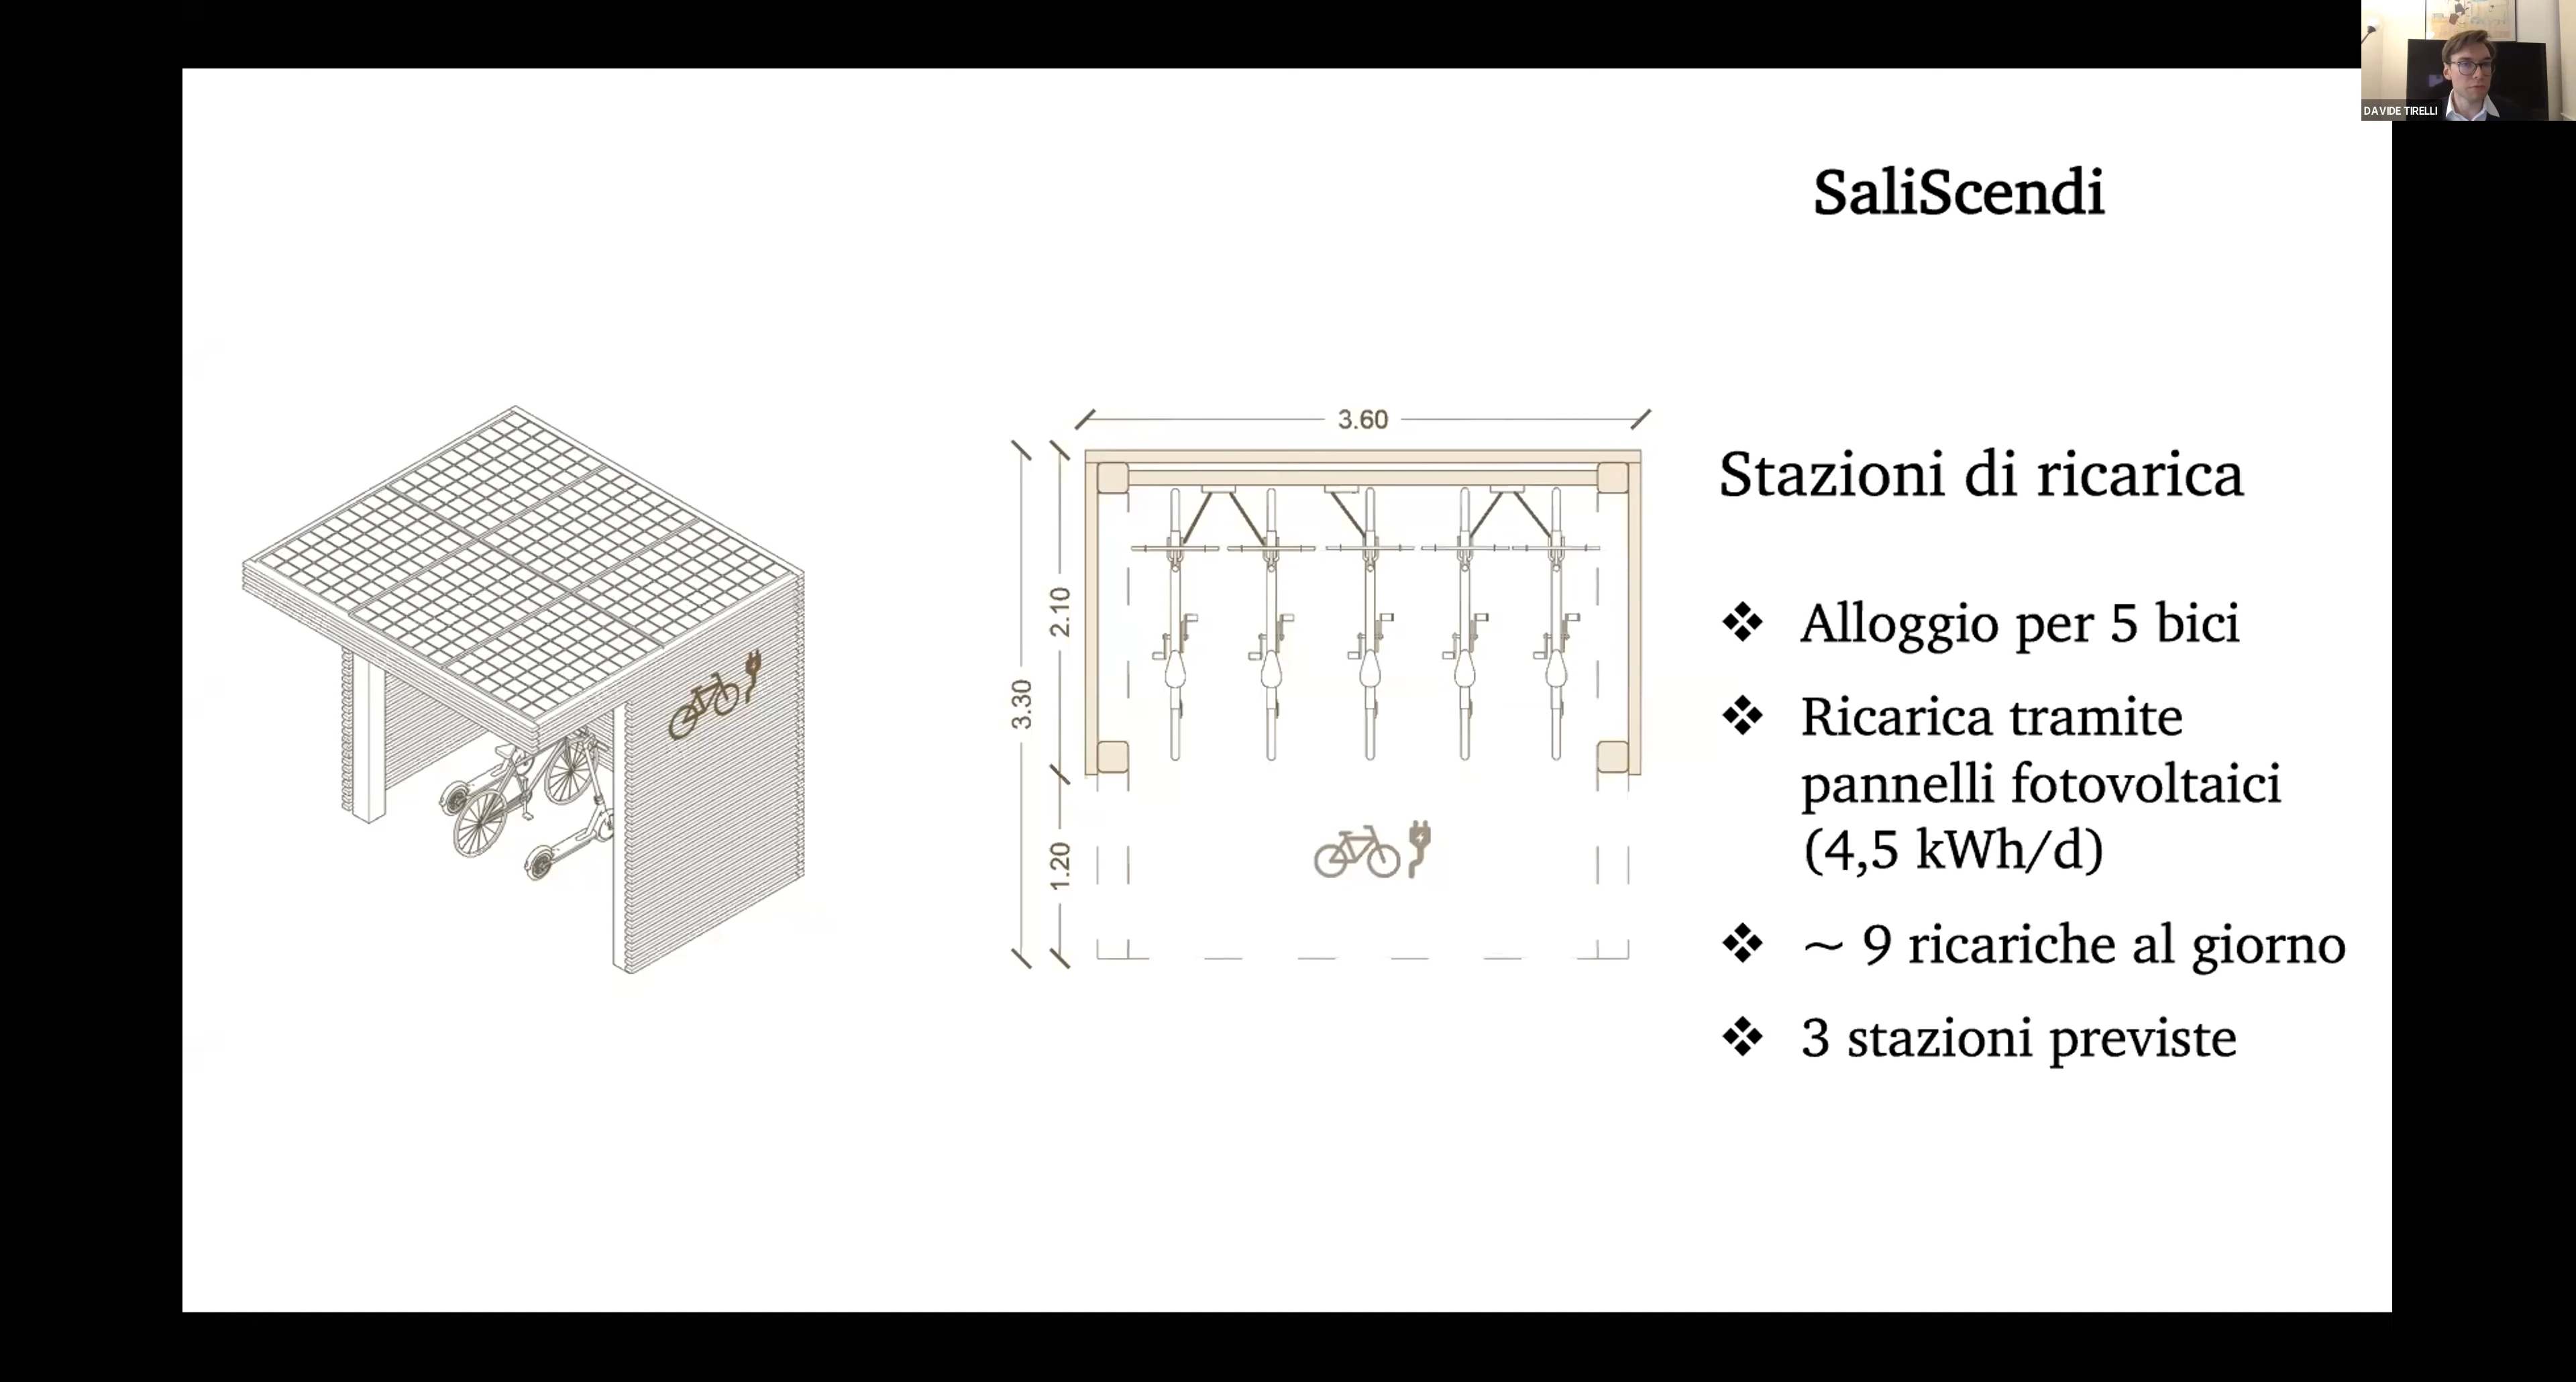 DAVIDE TIRELLI
SaliScendi
3.60
3.30
2.10
1.20
Stazioni di ricarica
❖ Alloggio per 5 bici
❖ Ricarica tramite
pannelli fotovoltaici
(4,5 kWh/d)
❖ ~ 9 ricariche al giorno
❖ 3 stazioni previste